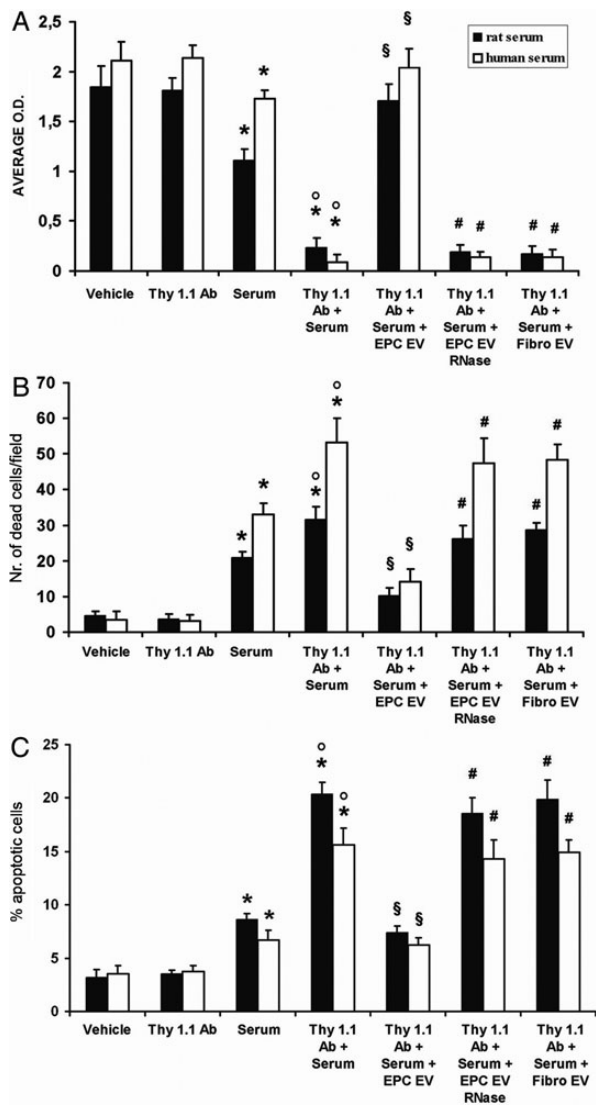 A
AVERAGE O.D.
2,5
2
1,5
1
0,5
0
rat serum
human serum
* * ° * ° * § § # # # #
Vehicle
Thy 1.1 Ab
Serum
Thy 1.1
Ab +
Serum
Thy 1.1
Ab +
Serum +
EPC EV
Thy 1.1
Ab +
Serum +
EPC EV
RNase
Thy 1.1
Ab +
Serum +
Fibro EV
B
Nr. of dead cells/field
70
60
50
40
30
20
10
0
* * ° * ° * § § # # # #
Vehicle
Thy 1.1 Ab
Serum
Thy 1.1
Ab +
Serum
Thy 1.1
Ab +
Serum +
EPC EV
Thy 1.1
Ab +
Serum +
EPC EV
RNase
Thy 1.1
Ab +
Serum +
Fibro EV
C
% apoptotic cells
25
20
15
10
5
0
* * ° * ° * § § # # # #
Vehicle
Thy 1.1 Ab
Serum
Thy 1.1
Ab +
Serum
Thy 1.1
Ab +
Serum +
EPC EV
Thy 1.1
Ab +
Serum +
EPC EV
RNase
Thy 1.1
Ab +
Serum +
Fibro EV